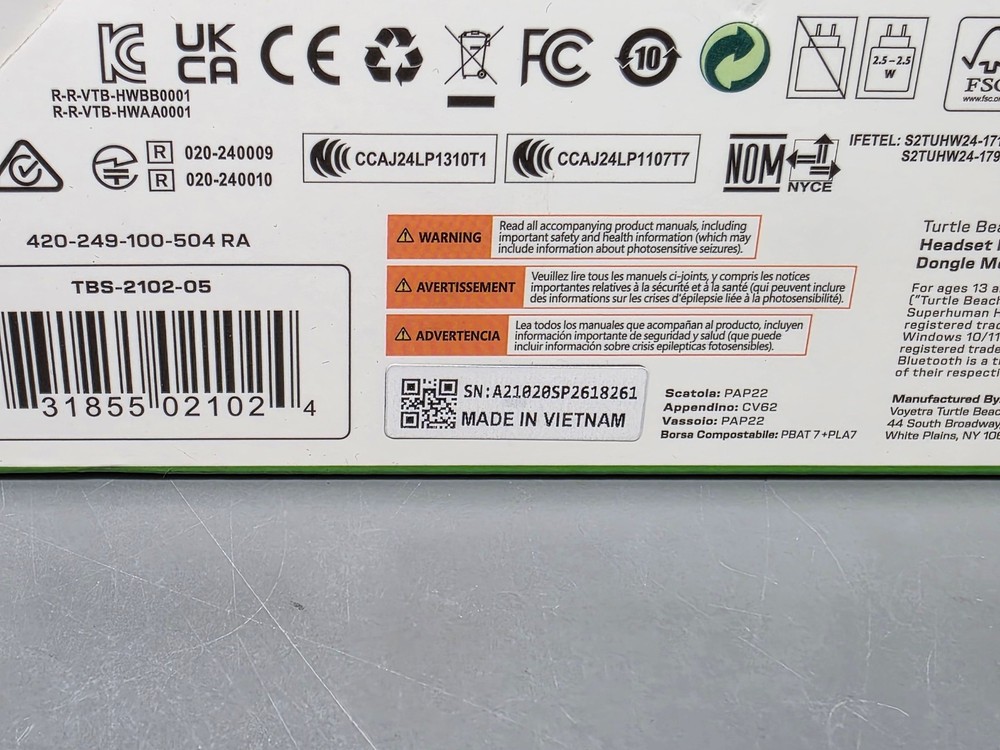 UK
CA
CE
FC
10
2.5 – 2.5
W
FSC
www.fsc.
R-R-VTB-HWBB0001
R-R-VTB-HWAA0001
R 020-240009
R 020-240010
CCAJ24LP1310T1
CCAJ24LP1107T7
NOM
NYCE
IFETEL: S2TUHW24-171
S2TUHW24-179
420-249-100-504 RA
TBS-2102-05
31855 02102 4
WARNING
Read all accompanying product manuals, including
important safety and health information (which may
include information about photosensitive seizures).
AVERTISSEMENT
Veuillez lire tous les manuels ci-joints, y compris les notices
importantes relatives à la sécurité et à la santé (qui peuvent inclure
des informations sur les crises d'épilepsie liée à la photosensibilité).
ADVERTENCIA
Lea todos los manuales que acompañan al producto, incluyen
información importante de seguridad y salud (que puede
incluir información sobre crisis epilepticas fotosensibles).
SN:A21020SP2618261
MADE IN VIETNAM
Scatola: PAP22
Appendino: CV62
Vassoio: PAP22
Borsa Compostabile: PBAT 7+PLA7
Turtle Bea
Headset
Dongle Mo
For ages 13 a
("Turtle Beach
Superhuman H
registered trad
Windows 10/11
registered trade
Bluetooth is a t
of their respecti
Manufactured By:
Voyetra Turtle Beac
44 South Broadway,
White Plains, NY 106